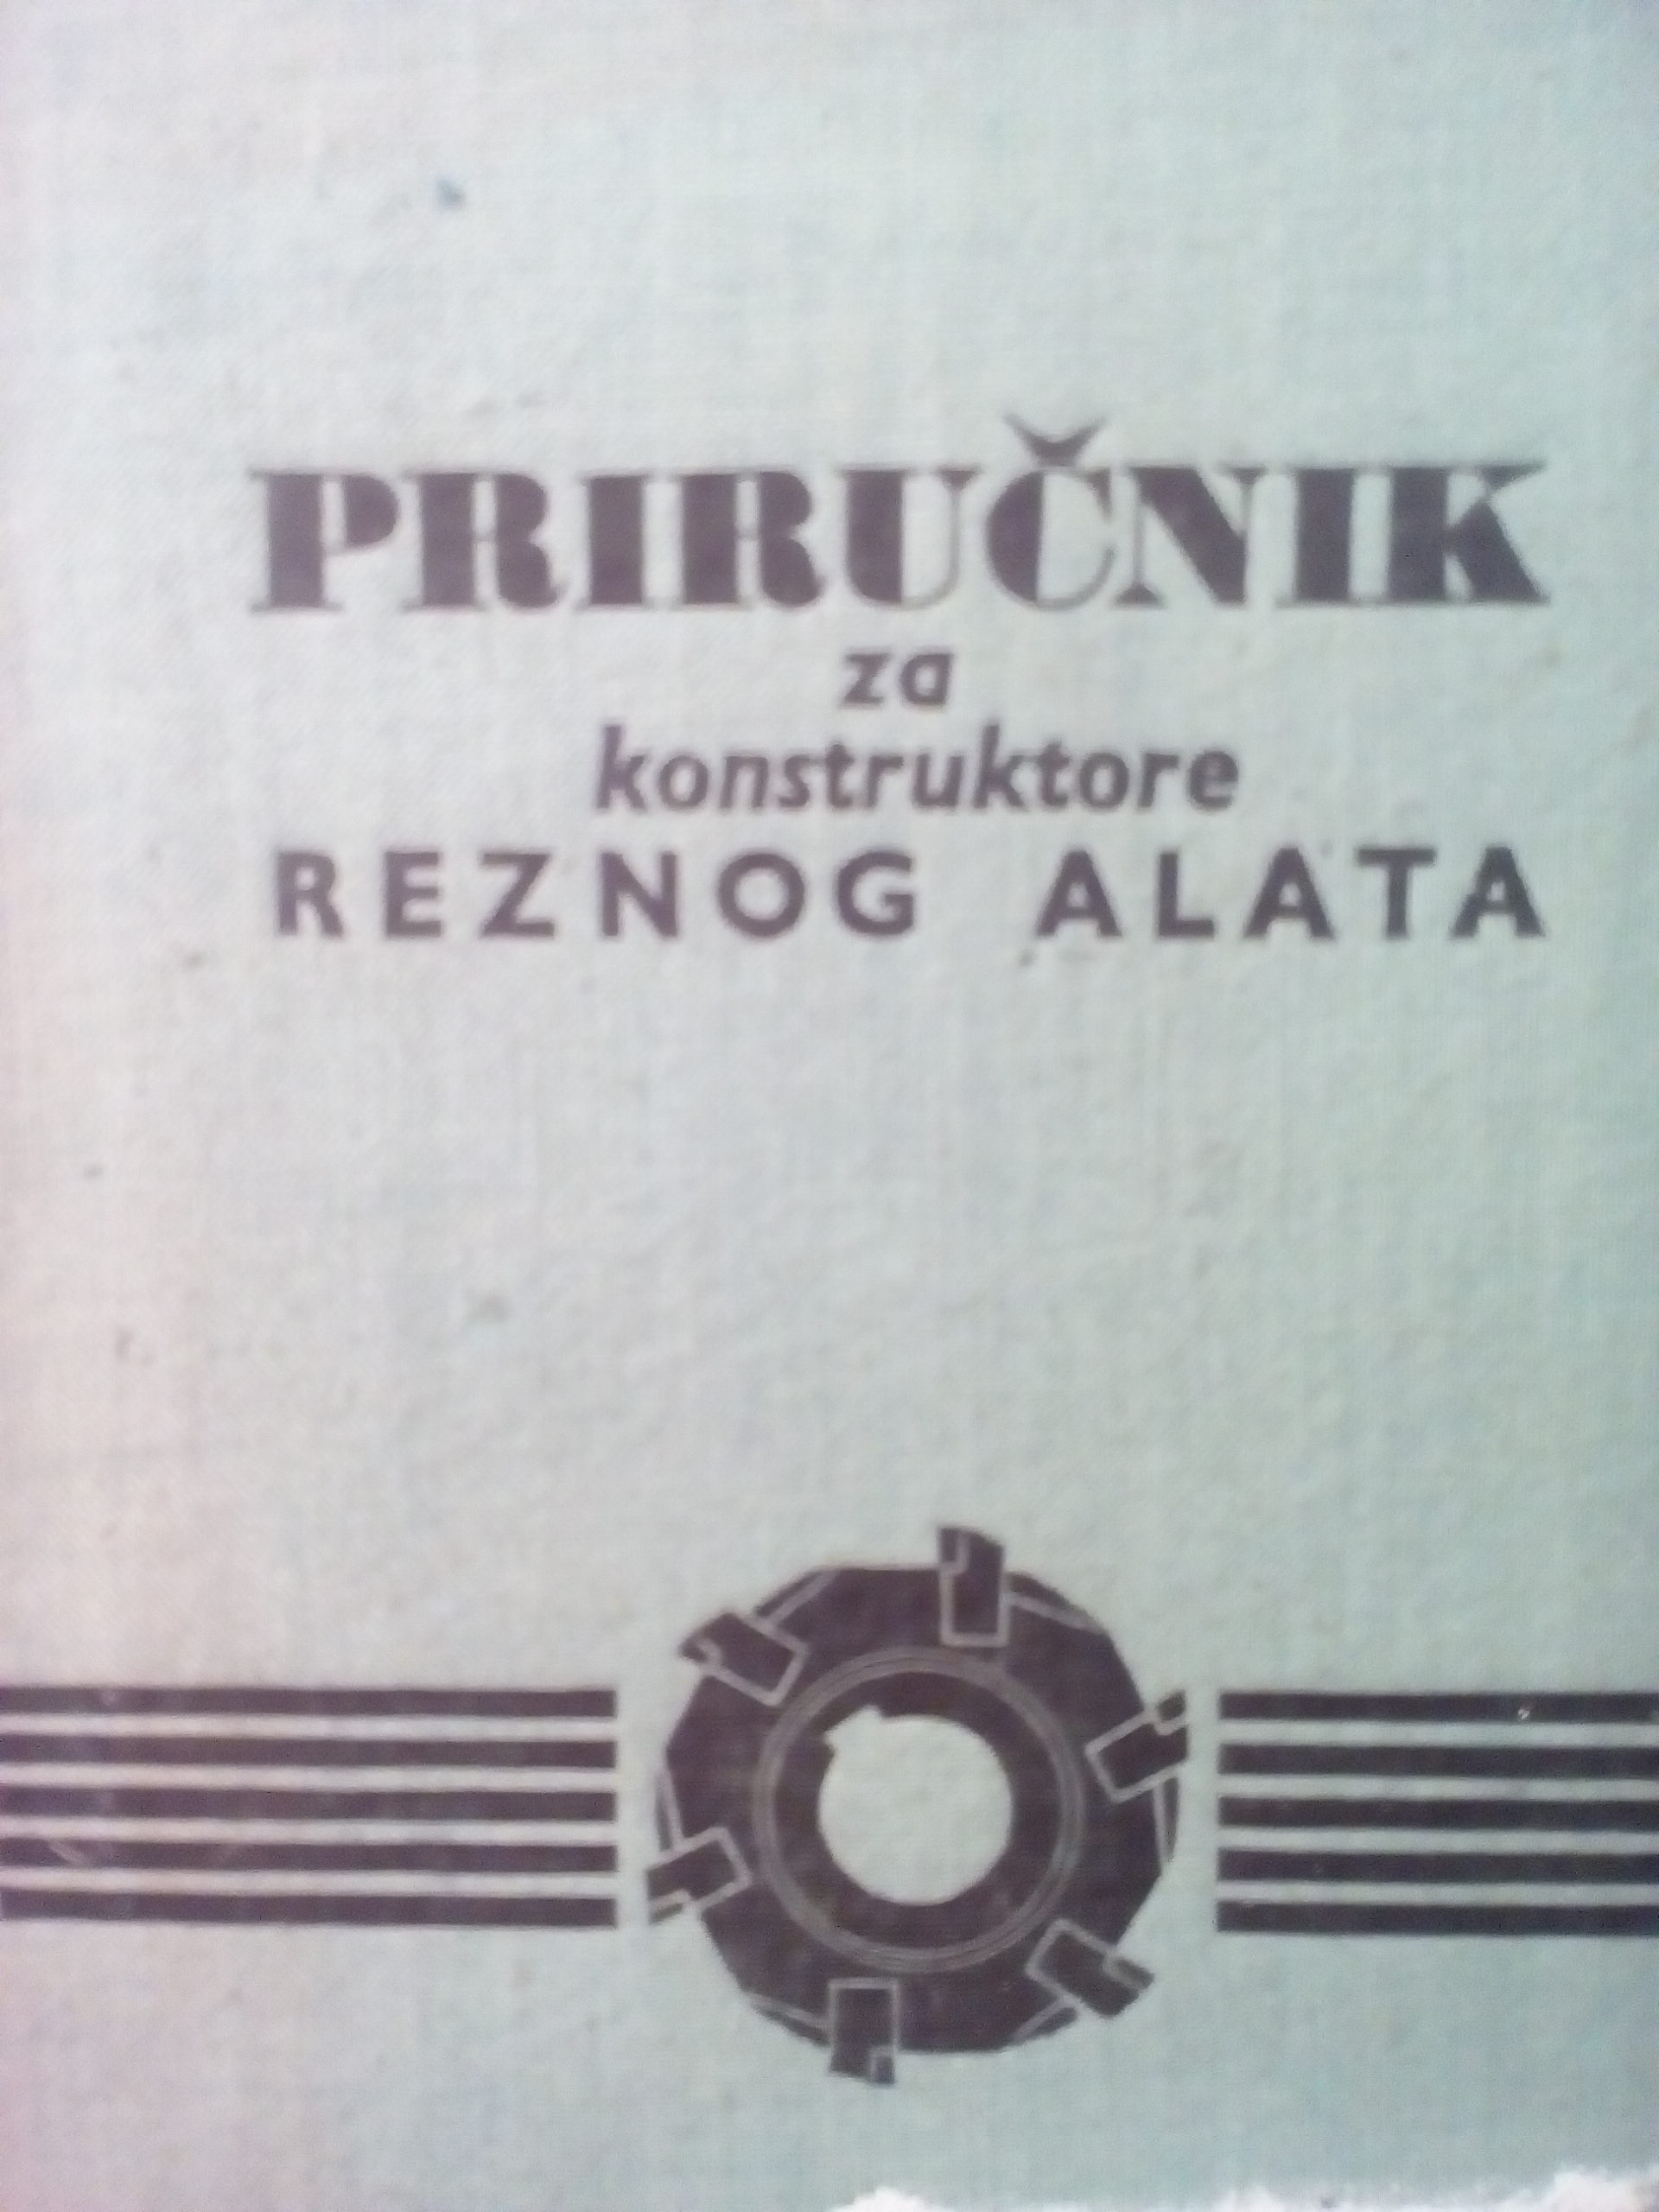 PRIRUČNIK
za
konstruktore
REZNOG ALATA